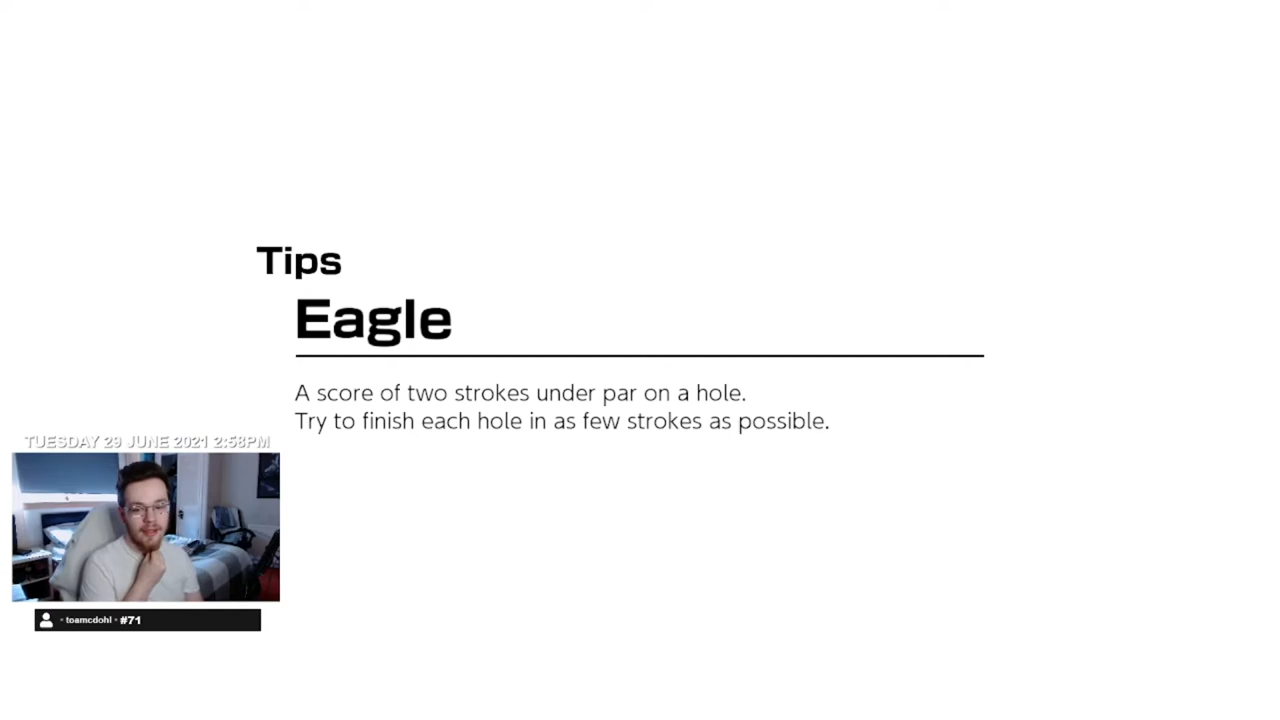 Tips
Eagle
A score of two strokes under par on a hole.
Try to finish each hole in as few strokes as possible.
TUESDAY 29 JUNE 2021 2:58PM
• toamcdohl • #71